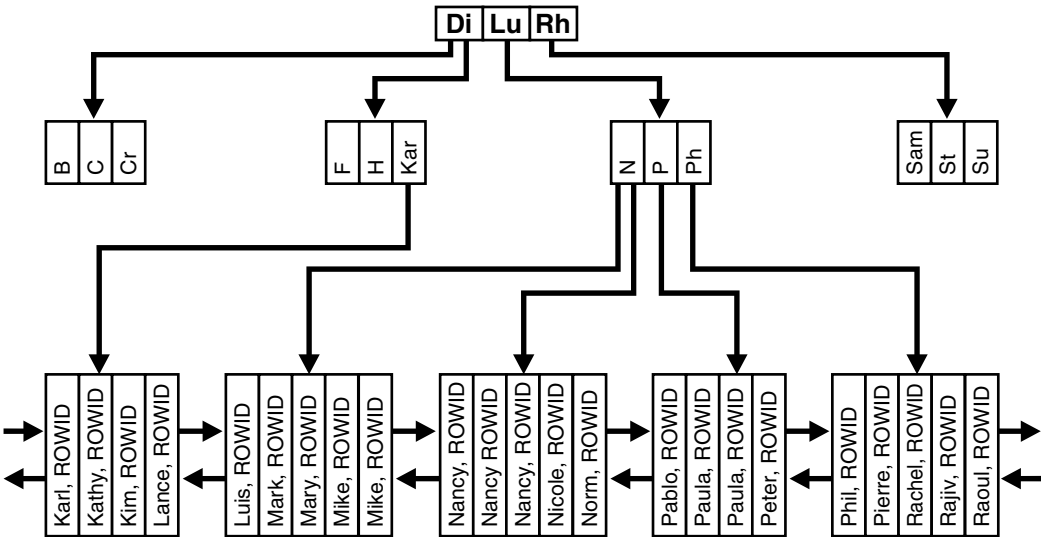 Di Lu Rh
B
C
Cr
F
H
Kar
N
P
Ph
Sam
St
Su
Karl, ROWID
Kathy, ROWID
Kim, ROWID
Lance, ROWID
Luis, ROWID
Mark, ROWID
Mary, ROWID
Mike, ROWID
Mike, ROWID
Nancy, ROWID
Nancy ROWID
Nancy, ROWID
Nicole, ROWID
Norm, ROWID
Pablo, ROWID
Paula, ROWID
Paula, ROWID
Peter, ROWID
Phil, ROWID
Pierre, ROWID
Rachel, ROWID
Rajiv, ROWID
Raoul, ROWID